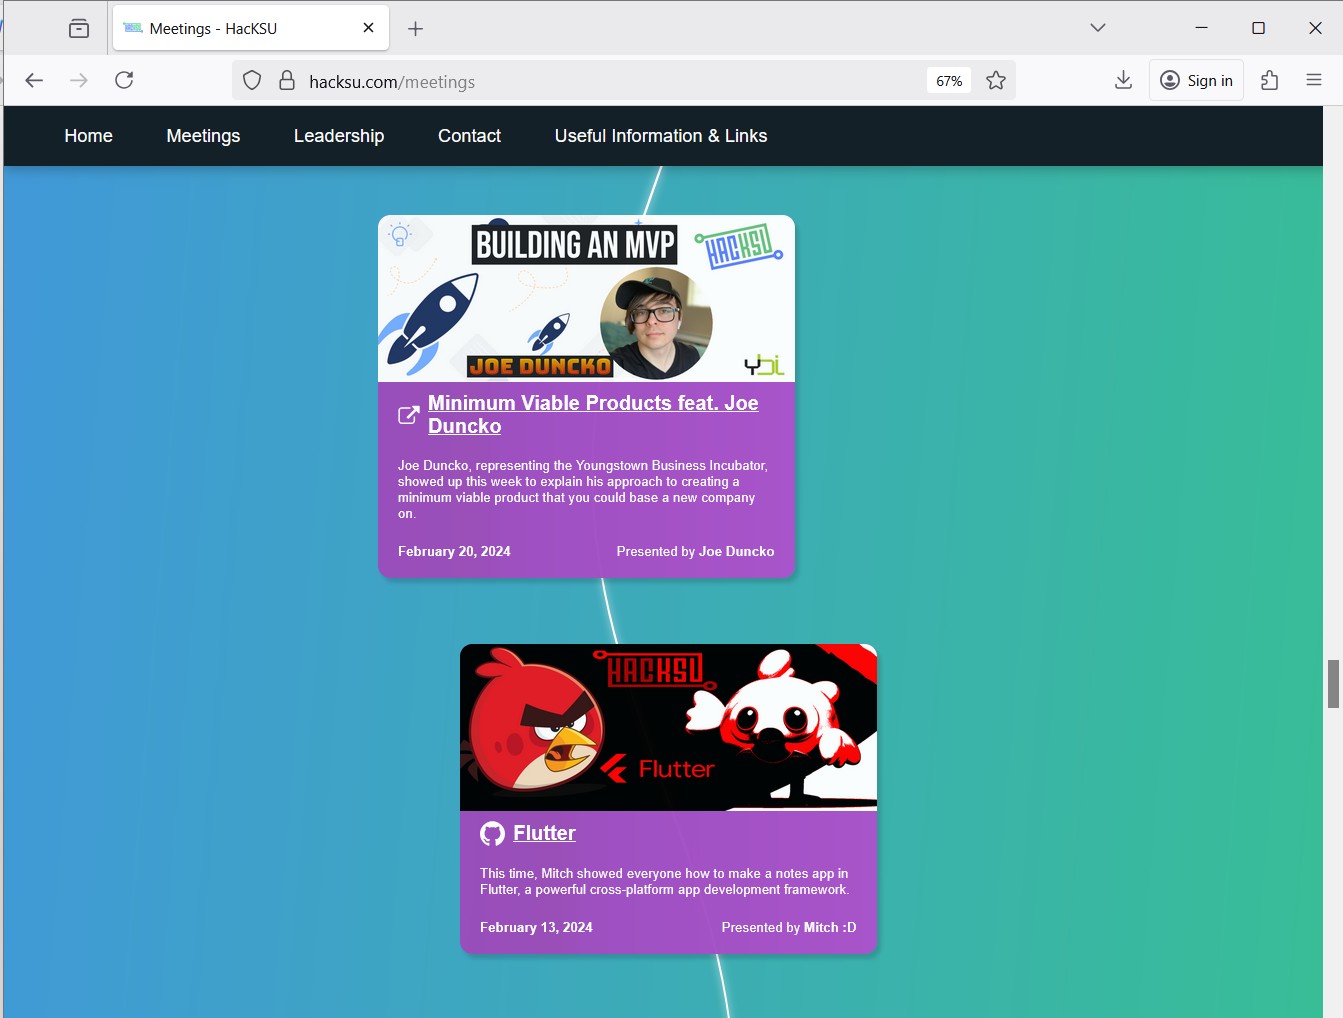 Meetings - HacKSU
hacksu.com/meetings
67%
Sign in
Home Meetings Leadership Contact Useful Information & Links
BUILDING AN MVP
HACKSU
JOE DUNCKO
YBI
Minimum Viable Products feat. Joe
Duncko
Joe Duncko, representing the Youngstown Business Incubator,
showed up this week to explain his approach to creating a
minimum viable product that you could base a new company
on.
February 20, 2024 Presented by Joe Duncko
HACKSU
Flutter
Flutter
This time, Mitch showed everyone how to make a notes app in
Flutter, a powerful cross-platform app development framework.
February 13, 2024 Presented by Mitch :D